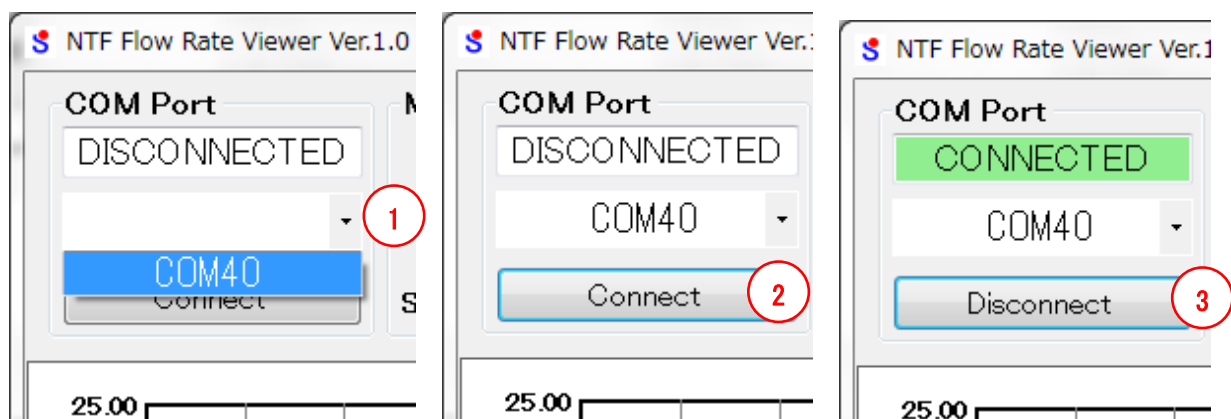 NTF Flow Rate Viewer Ver.1.0
COM Port
DISCONNECTED
1
COM40
Connect
S
25.00
NTF Flow Rate Viewer Ver.
COM Port
DISCONNECTED
COM40
Connect
2
25.00
NTF Flow Rate Viewer Ver.1
COM Port
CONNECTED
COM40
Disconnect
3
25.00